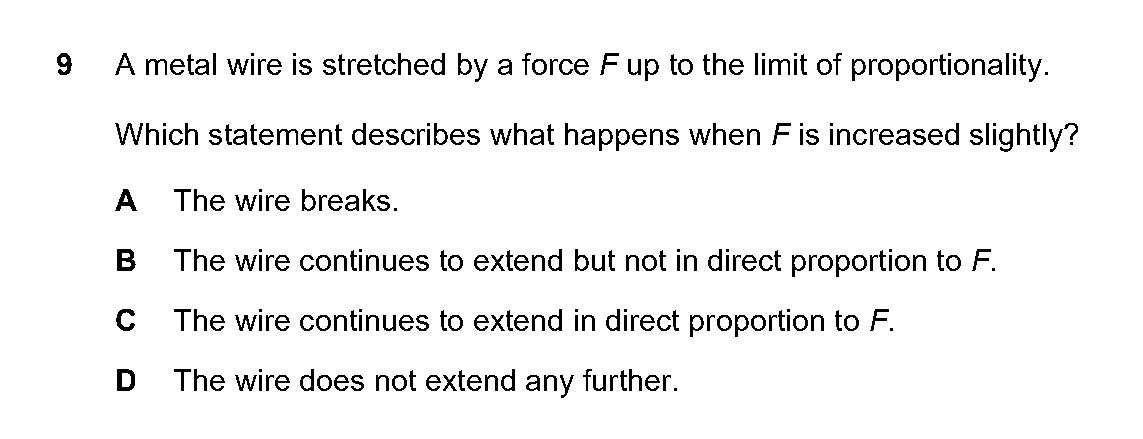 9 A metal wire is stretched by a force F up to the limit of proportionality.
Which statement describes what happens when F is increased slightly?
A The wire breaks.
B The wire continues to extend but not in direct proportion to F.
C The wire continues to extend in direct proportion to F.
D The wire does not extend any further.